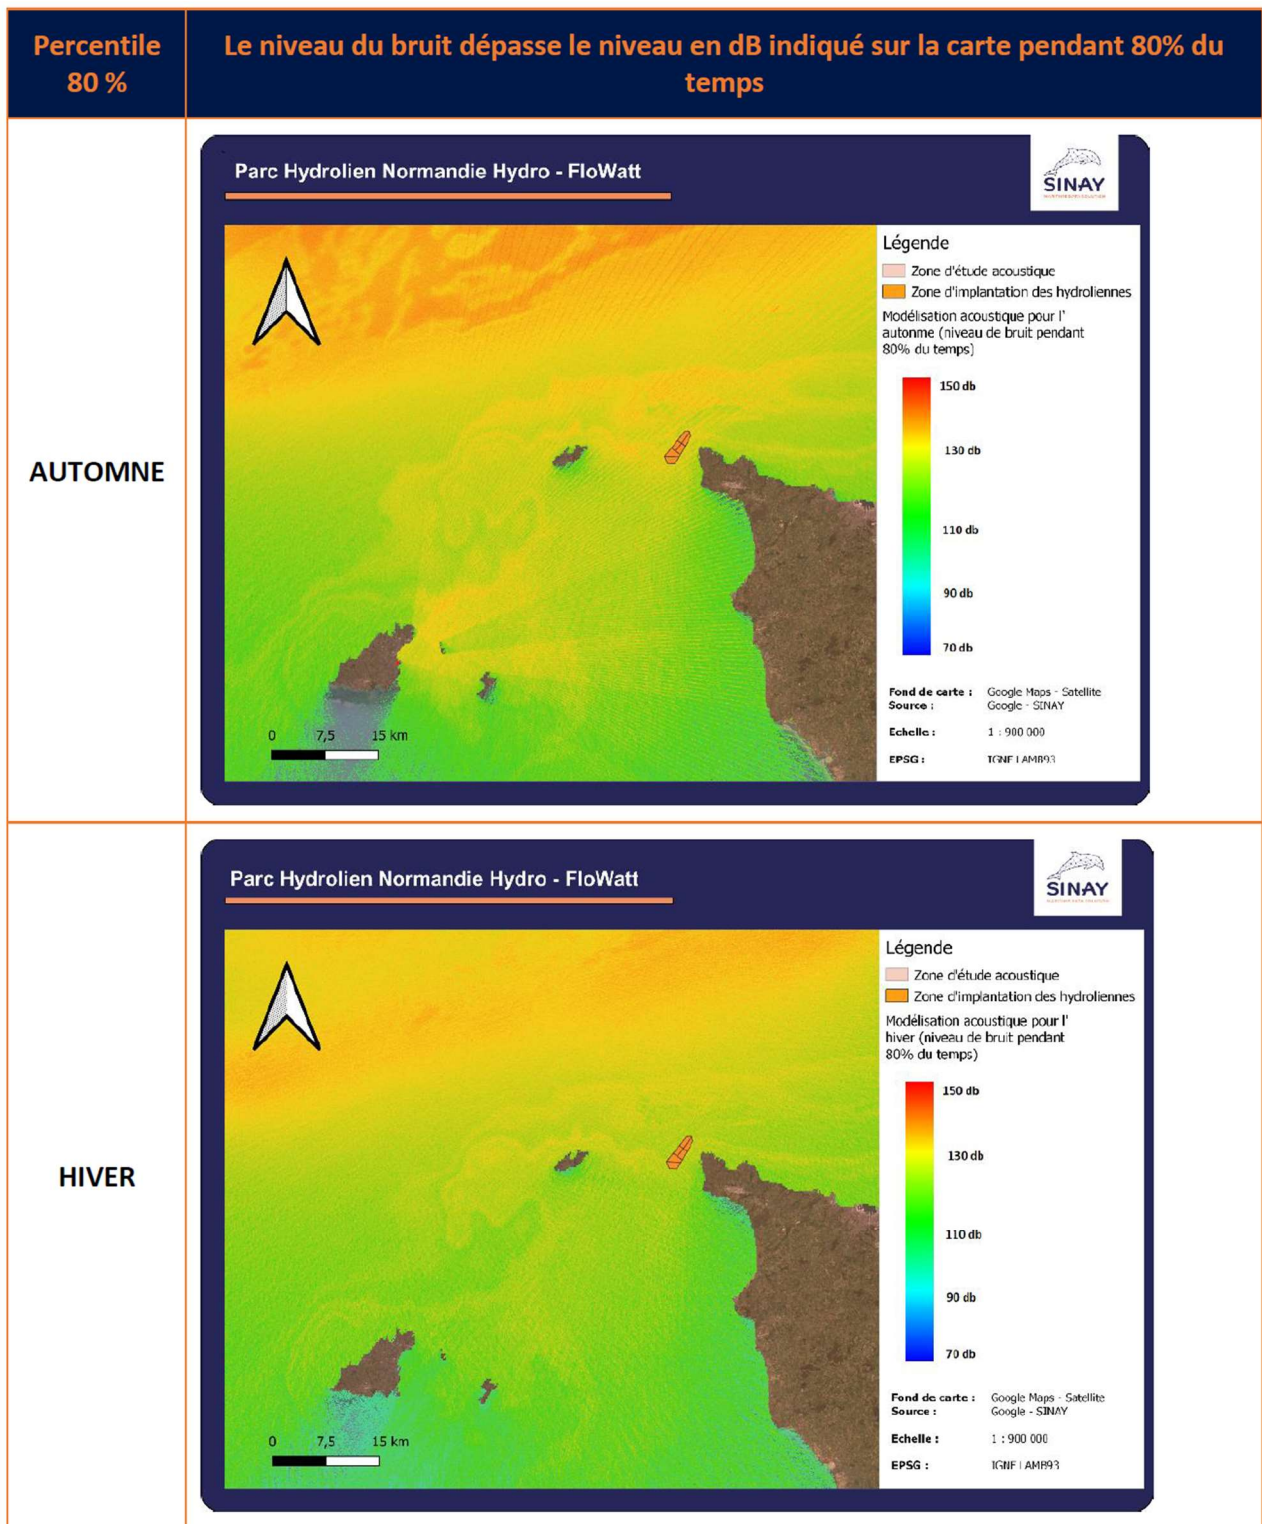 Percentile
80 %
Le niveau du bruit dépasse le niveau en dB indiqué sur la carte pendant 80% du
temps
AUTOMNE
Parc Hydrolien Normandie Hydro - FloWatt
SINAY
Légende
Zone d'étude acoustique
Zone d'implantation des hydroliennes
Modélisation acoustique pour l'
autonme (niveau de bruit pendant
80% du temps)
150 db
130 db
110 db
90 db
70 db
Fond de carte : Google Maps - Satellite
Source : Google - SINAY
Echelle : 1 : 900 000
EPSG : IGNF LAMB93
0 7,5 15 km
HIVER
Parc Hydrolien Normandie Hydro - FloWatt
SINAY
Légende
Zone d'étude acoustique
Zone d'implantation des hydroliennes
Modélisation acoustique pour l'
hiver (niveau de bruit pendant
80% du temps)
150 db
130 db
110 db
90 db
70 db
Fond de carte : Google Maps - Satellite
Source : Google - SINAY
Echelle : 1 : 900 000
EPSG : IGNF LAMB93
0 7,5 15 km